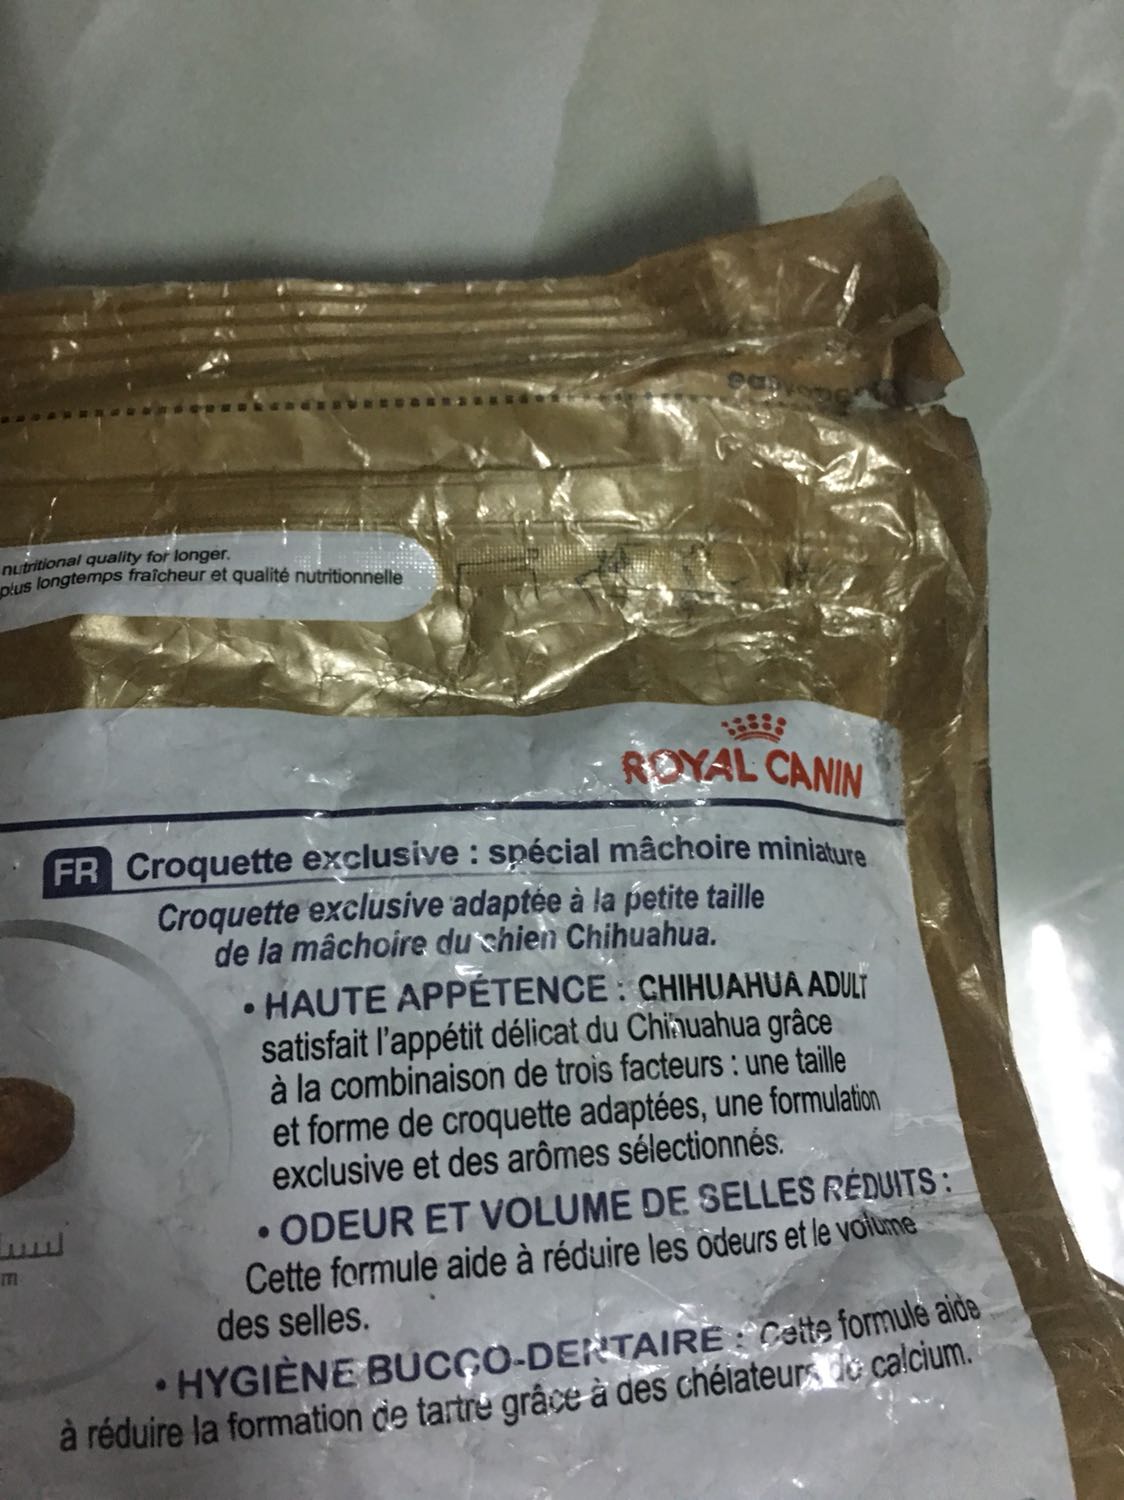 nutritional quality for longer.
plus longtemps fraîcheur et qualité nutritionnelle
ROYAL CANIN
FR Croquette exclusive : spécial mâchoire miniature
Croquette exclusive adaptée à la petite taille
de la mâchoire du chien Chihuahua.
• HAUTE APPÉTENCE : CHIHUAHUA ADULT
satisfait l'appétit délicat du Chihuahua grâce
à la combinaison de trois facteurs : une taille
et forme de croquette adaptées, une formulation
exclusive et des arômes sélectionnés.
• ODEUR ET VOLUME DE SELLES RÉDUITS :
Cette formule aide à réduire les odeurs et le volume
des selles.
• HYGIÈNE BUCCO-DENTAIRE : Cette formule aide
à réduire la formation de tartre grâce à des chélateurs de calcium.
m